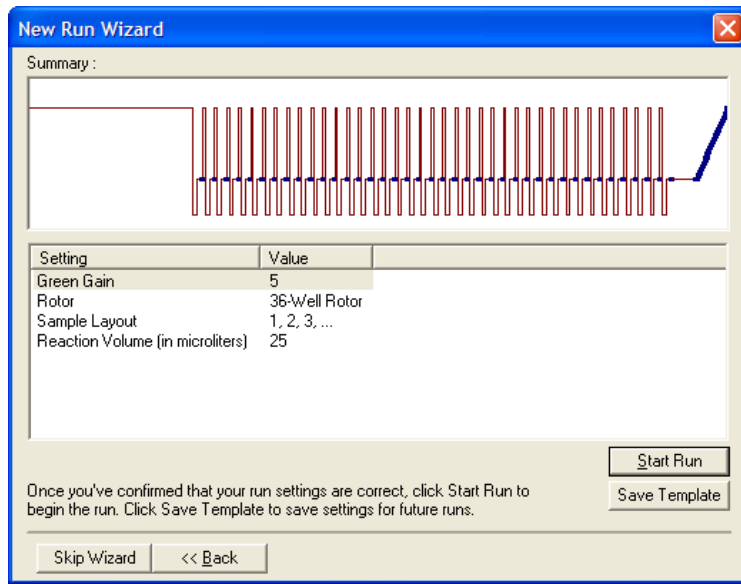 New Run Wizard
Summary :
Setting Value
Green Gain 5
Rotor 36-Well Rotor
Sample Layout 1, 2, 3, ...
Reaction Volume (in microliters) 25
Start Run
Once you've confirmed that your run settings are correct, click Start Run to
begin the run. Click Save Template to save settings for future runs.
Save Template
Skip Wizard << Back